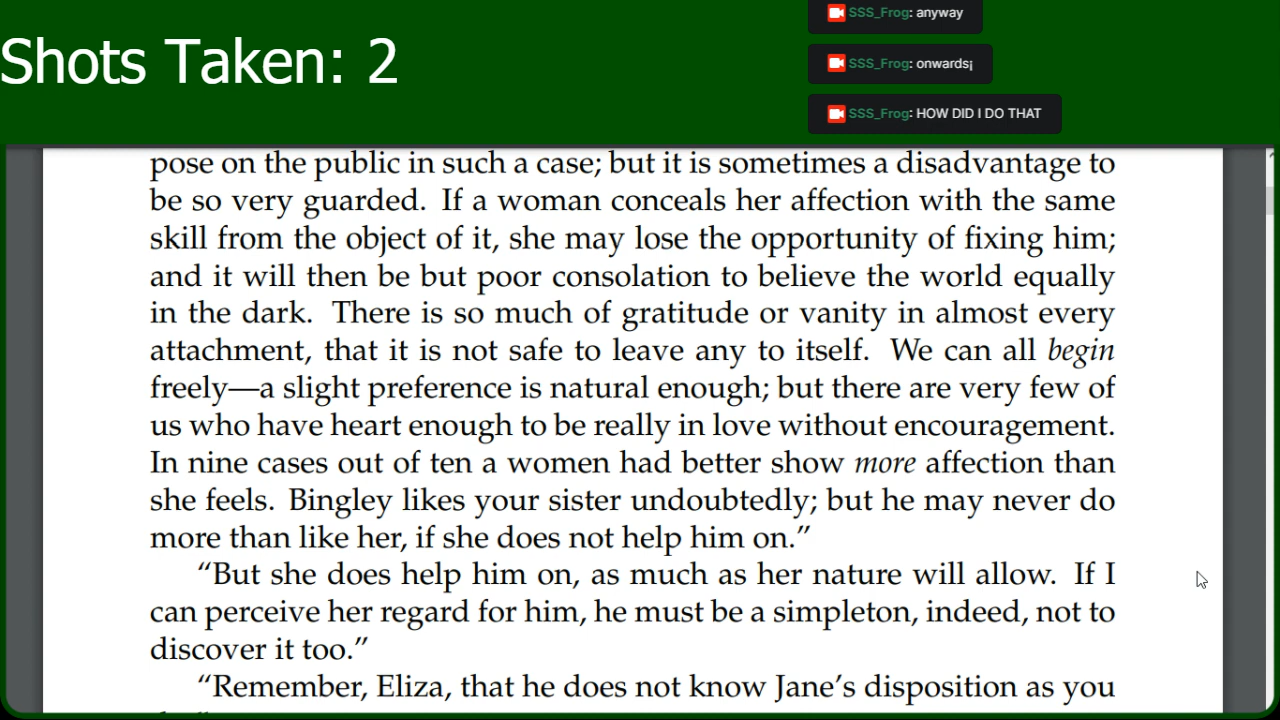 Shots Taken: 2
SSS_Frog: anyway
SSS_Frog: onwards¡
SSS_Frog: HOW DID I DO THAT
pose on the public in such a case; but it is sometimes a disadvantage to
be so very guarded. If a woman conceals her affection with the same
skill from the object of it, she may lose the opportunity of fixing him;
and it will then be but poor consolation to believe the world equally
in the dark. There is so much of gratitude or vanity in almost every
attachment, that it is not safe to leave any to itself. We can all begin
freely—a slight preference is natural enough; but there are very few of
us who have heart enough to be really in love without encouragement.
In nine cases out of ten a women had better show more affection than
she feels. Bingley likes your sister undoubtedly; but he may never do
more than like her, if she does not help him on.”
“But she does help him on, as much as her nature will allow. If I
can perceive her regard for him, he must be a simpleton, indeed, not to
discover it too.”
“Remember, Eliza, that he does not know Jane’s disposition as you